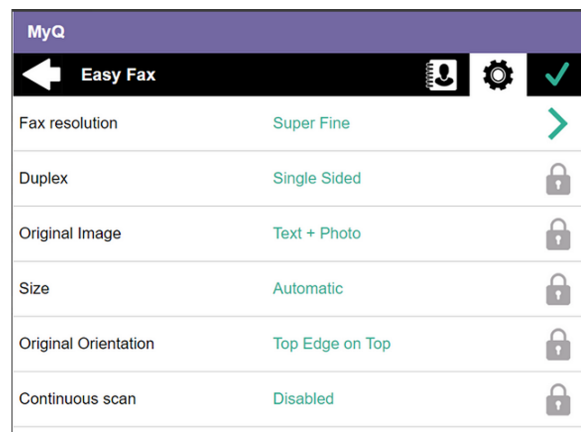 MyQ
Easy Fax
Fax resolution Super Fine
Duplex Single Sided
Original Image Text + Photo
Size Automatic
Original Orientation Top Edge on Top
Continuous scan Disabled